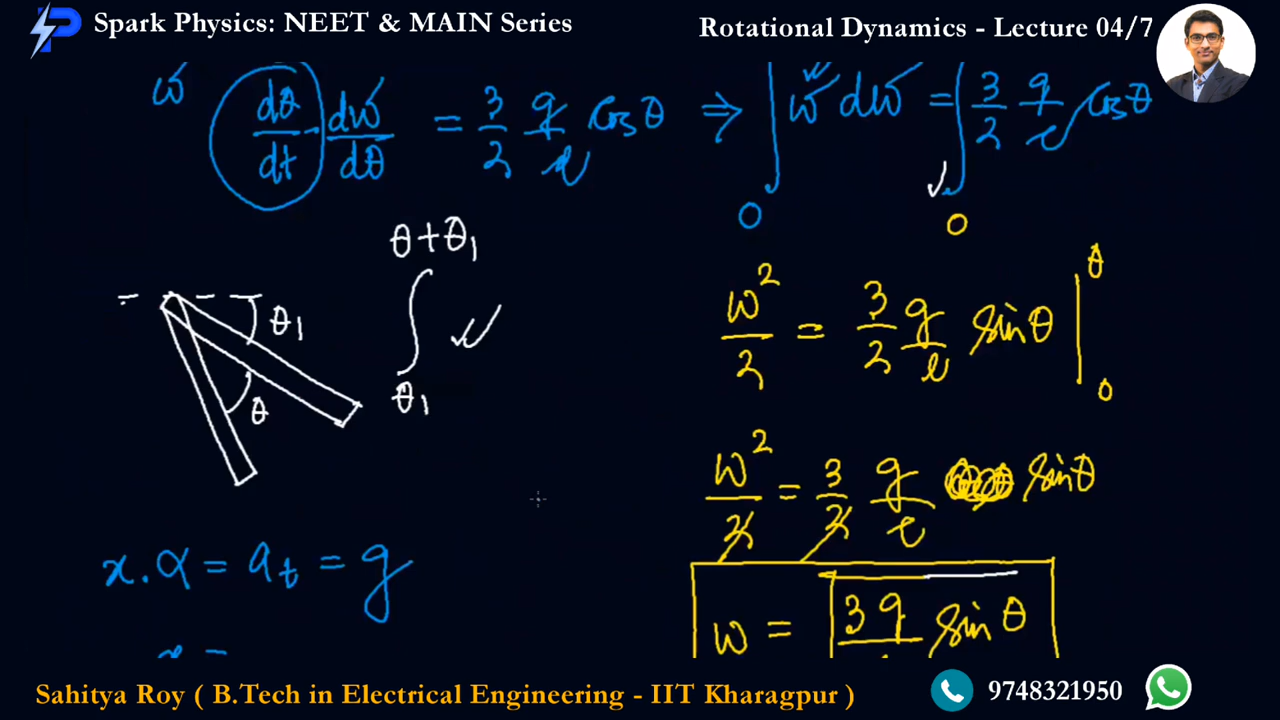 Spark Physics: NEET & MAIN Series
Rotational Dynamics - Lecture 04/7
ω dθ/dt · dω/dθ = 3/2 g/l cosθ ⇒ ∫₀ ω dω = ∫₀ 3/2 g/l cosθ
θ+θ₁
∫
θ₁
θ₁
θ
ω²/2 = 3/2 g/l sinθ |₀^θ
ω²/2 = 3/2 g/l sinθ
x.α = aₜ = g
ω = √3g sinθ
Sahitya Roy ( B.Tech in Electrical Engineering - IIT Kharagpur )
9748321950